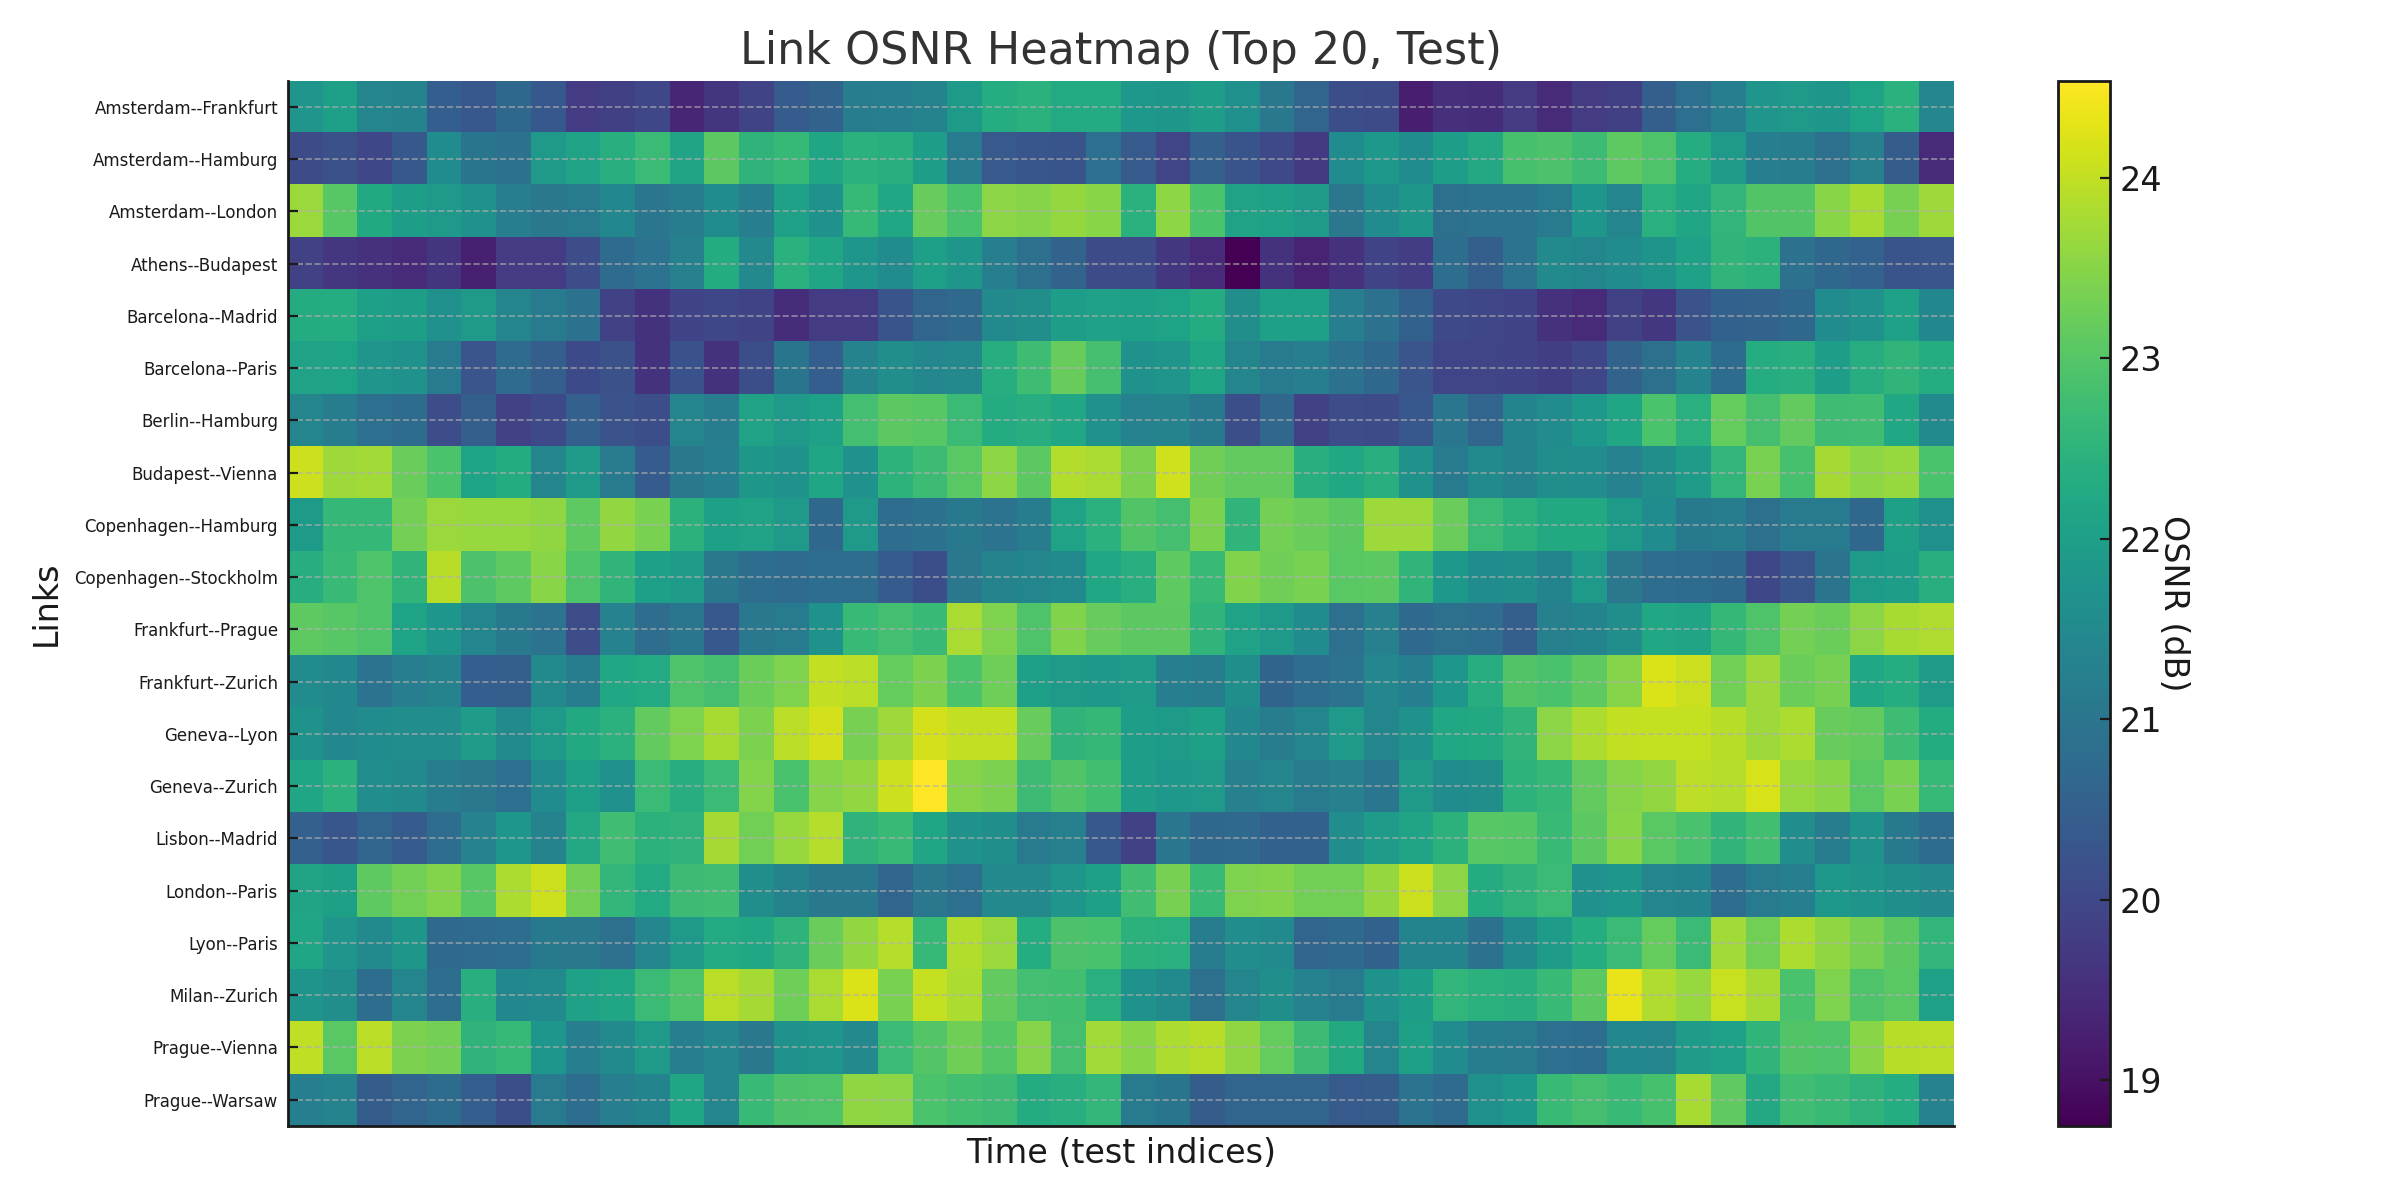 Link OSNR Heatmap (Top 20, Test)
Links
Amsterdam--Frankfurt
Amsterdam--Hamburg
Amsterdam--London
Athens--Budapest
Barcelona--Madrid
Barcelona--Paris
Berlin--Hamburg
Budapest--Vienna
Copenhagen--Hamburg
Copenhagen--Stockholm
Frankfurt--Prague
Frankfurt--Zurich
Geneva--Lyon
Geneva--Zurich
Lisbon--Madrid
London--Paris
Lyon--Paris
Milan--Zurich
Prague--Vienna
Prague--Warsaw
Time (test indices)
24
23
22
21
20
19
OSNR (dB)